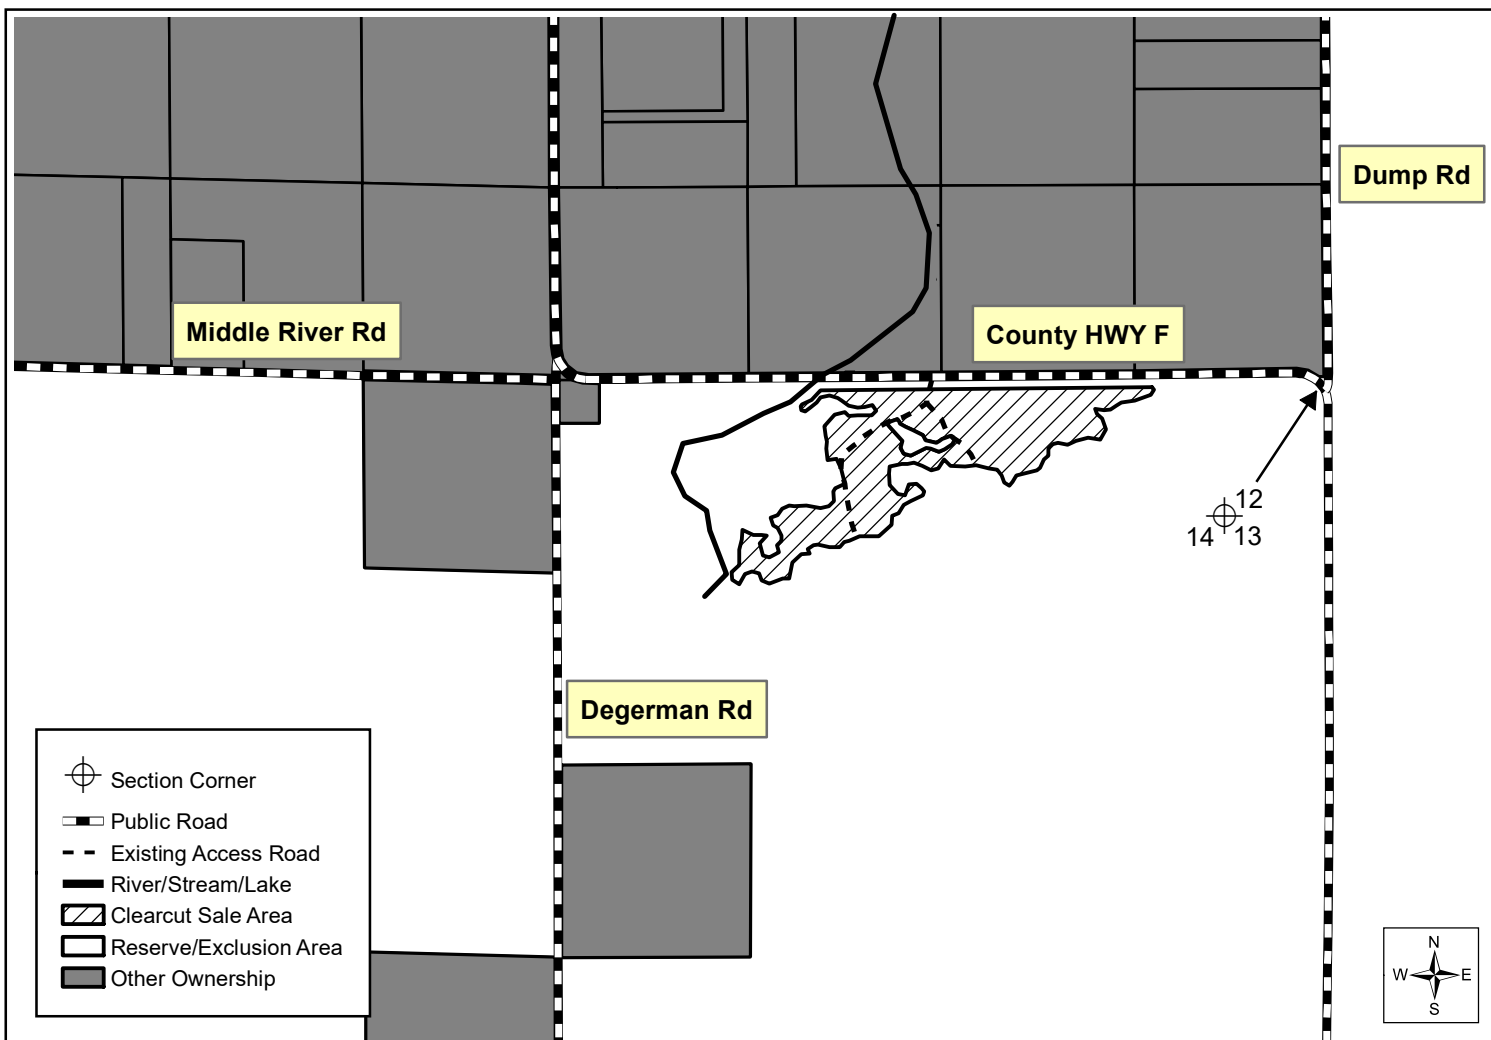 Dump Rd
Middle River Rd
County HWY F
12
14 13
Degerman Rd
Section Corner
Public Road
Existing Access Road
River/Stream/Lake
Clearcut Sale Area
Reserve/Exclusion Area
Other Ownership
N
W E
S